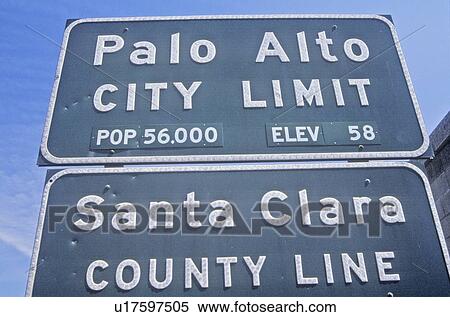 Palo Alto
CITY LIMIT
POP 56.000 ELEV 58
Santa Clara
FOTOSEARCH
COUNTY LINE
u17597505 www.fotosearch.com